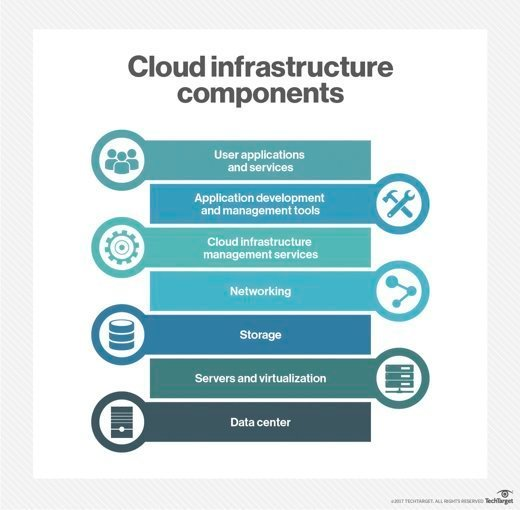 Cloud infrastructure
components
User applications
and services
Application development
and management tools
Cloud infrastructure
management services
Networking
Storage
Servers and virtualization
Data center
©2017 TECHTARGET. ALL RIGHTS RESERVED TechTarget